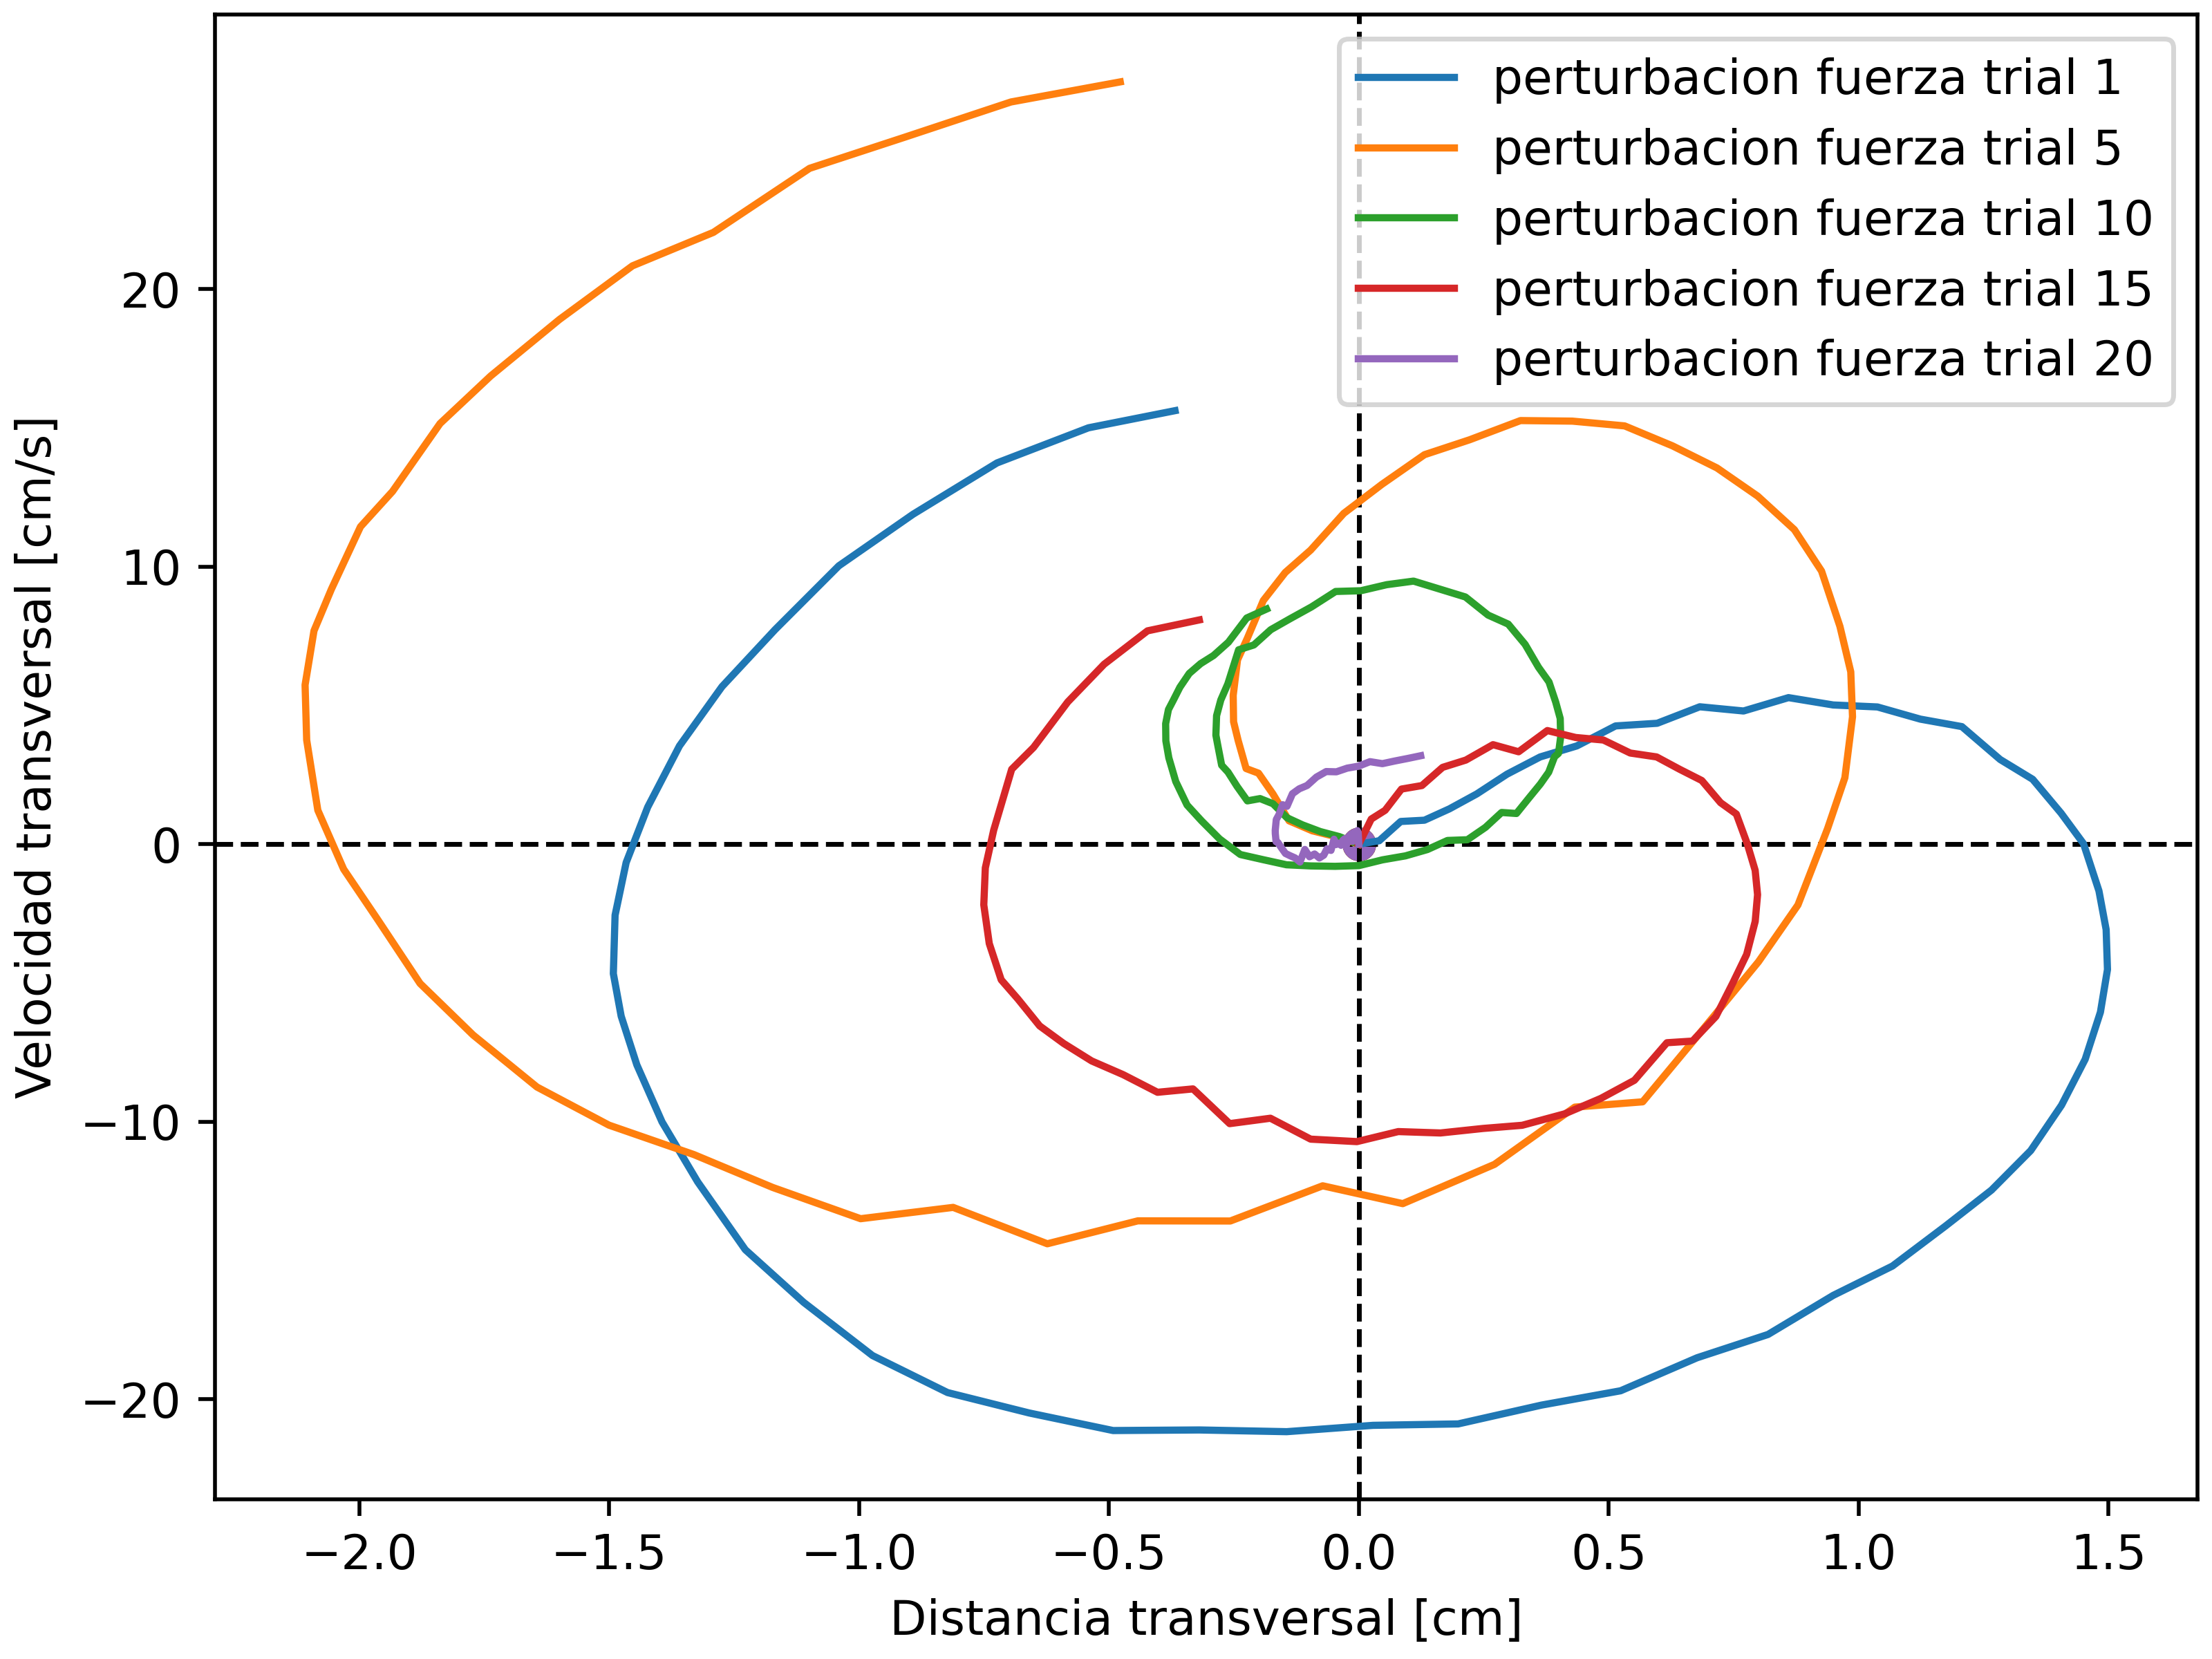 perturbacion fuerza trial 1
perturbacion fuerza trial 5
perturbacion fuerza trial 10
perturbacion fuerza trial 15
perturbacion fuerza trial 20
Velocidad transversal [cm/s]
20
10
0
−10
−20
−2.0 −1.5 −1.0 −0.5 0.0 0.5 1.0 1.5
Distancia transversal [cm]